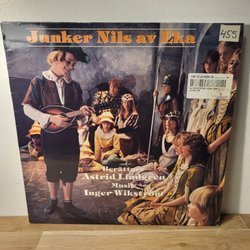 Junker Nils av Eka
455
Berättare
Astrid Lindgren
Musik
Inger Wikström